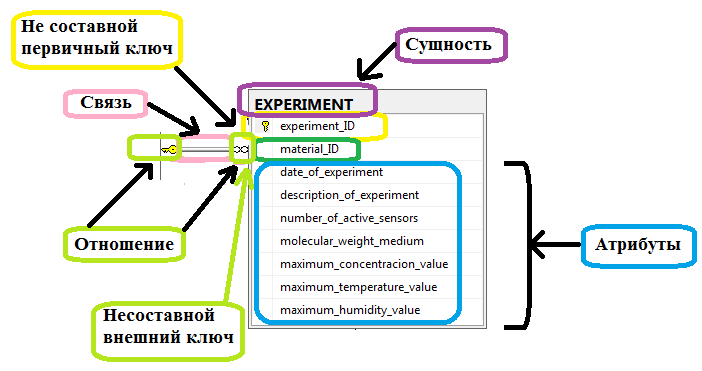 Не составной
первичный ключ
Сущность
Связь
EXPERIMENT
experiment_ID
material_ID
date_of_experiment
description_of_experiment
number_of_active_sensors
molecular_weight_medium
maximum_concentracion_value
maximum_temperature_value
maximum_humidity_value
Отношение
Атрибуты
Несоставной
внешний ключ